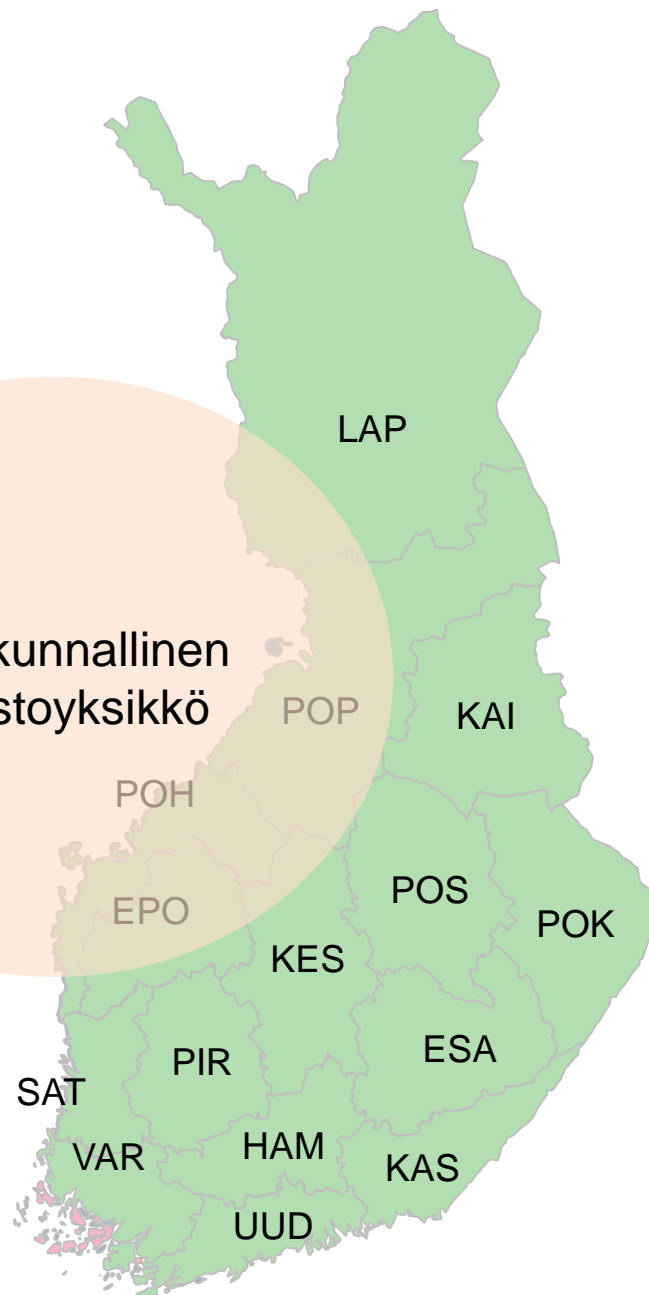 LAP
kunnallinen
stoyksikkö
POP
KAI
POH
POS
EPO
POK
KES
ESA
PIR
SAT
HAM
VAR
KAS
UUD